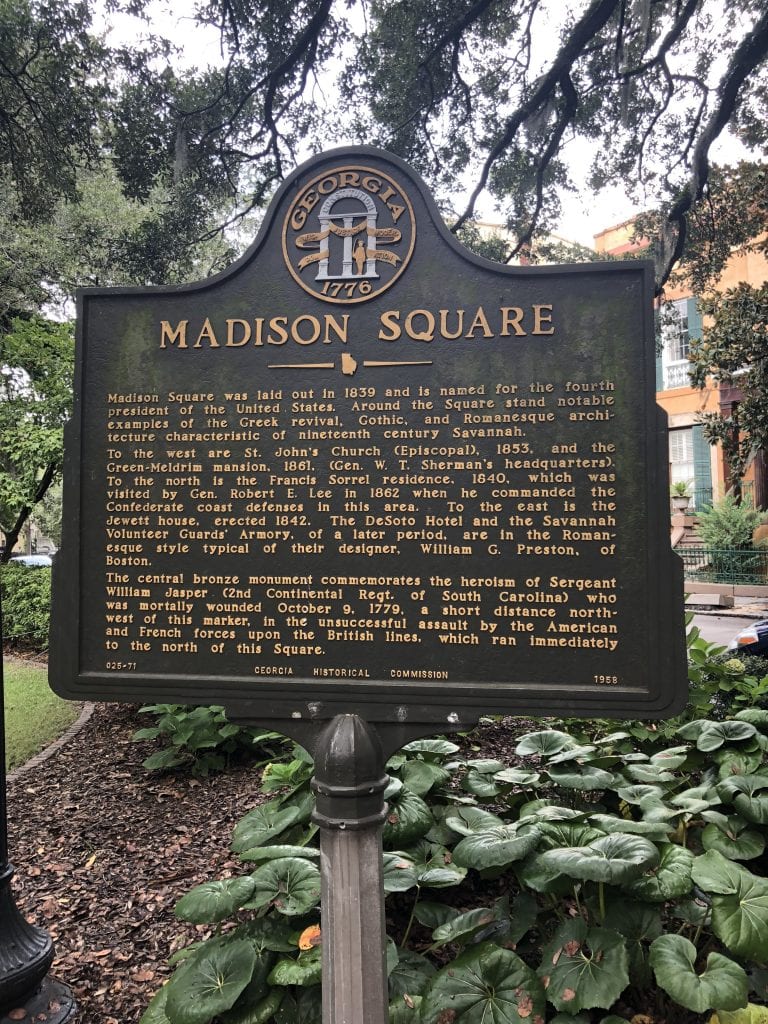 GEORGIA
CONSTITUTION
1776
MADISON SQUARE
Madison Square was laid out in 1839 and is named for the fourth
president of the United States. Around the Square stand notable
examples of the Greek revival, Gothic, and Romanesque archi-
tecture characteristic of nineteenth century Savannah.
To the west are St. John's Church (Episcopal), 1853, and the
Green-Meldrim mansion, 1861, (Gen. W. T. Sherman's headquarters).
To the north is the Francis Sorrel residence, 1840, which was
visited by Gen. Robert E. Lee in 1862 when he commanded the
Confederate coast defenses in this area. To the east is the
Jewett house, erected 1842. The DeSoto Hotel and the Savannah
Volunteer Guards' Armory, of a later period, are in the Roman-
esque style typical of their designer, William G. Preston, of
Boston.
The central bronze monument commemorates the heroism of Sergeant
William Jasper (2nd Continental Regt. of South Carolina) who
was mortally wounded October 9, 1779, a short distance north-
west of this marker, in the unsuccessful assault by the American
and French forces upon the British lines, which ran immediately
to the north of this Square.
025-71 GEORGIA HISTORICAL COMMISSION 1958